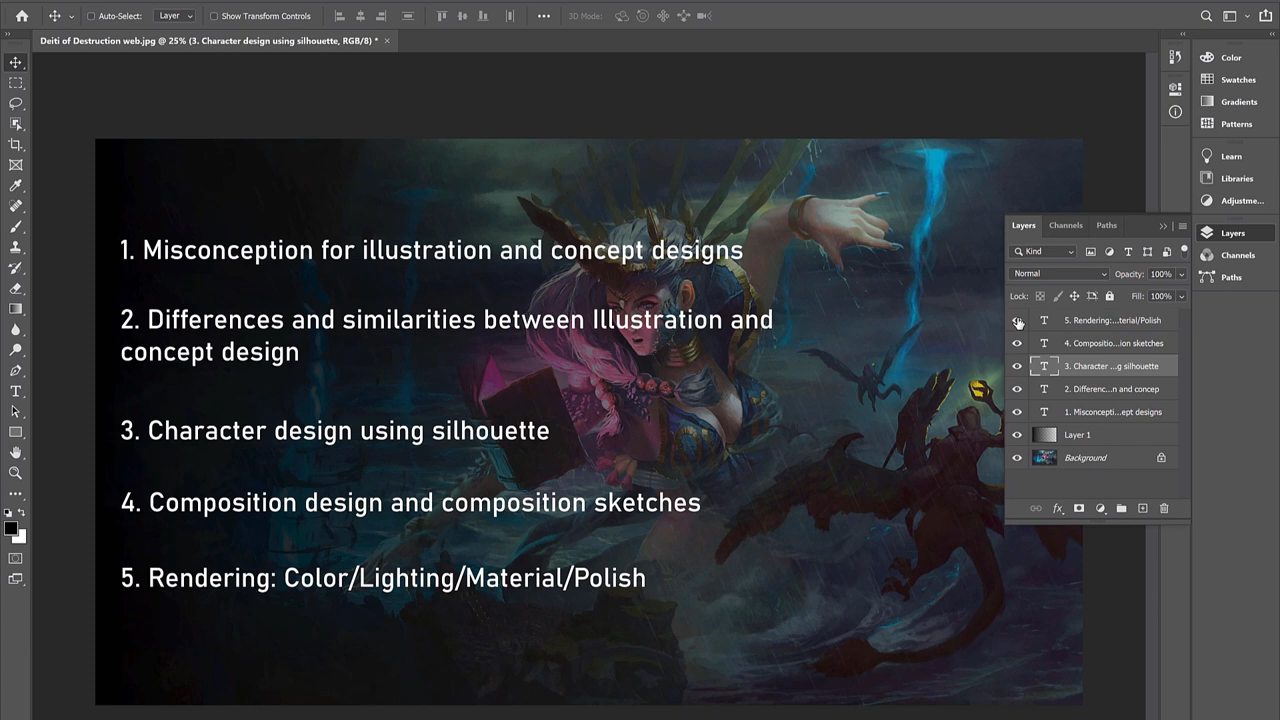 Auto-Select:
Layer
Show Transform Controls
3D Mode:
Deiti of Destruction web.jpg @ 25% (3. Character design using silhouette, RGB/8) *
Color
Swatches
Gradients
Patterns
Learn
Libraries
Adjustme...
Layers
Channels
Paths
Layers
Channels
Paths
Kind
Normal
Opacity: 100%
Lock:
Fill: 100%
5. Rendering:...terial/Polish
4. Compositio...ion sketches
3. Character ...g silhouette
2. Differenc...n and concep
1. Misconcepti...ept designs
Layer 1
Background
fx
1. Misconception for illustration and concept designs
2. Differences and similarities between Illustration and
concept design
3. Character design using silhouette
4. Composition design and composition sketches
5. Rendering: Color/Lighting/Material/Polish